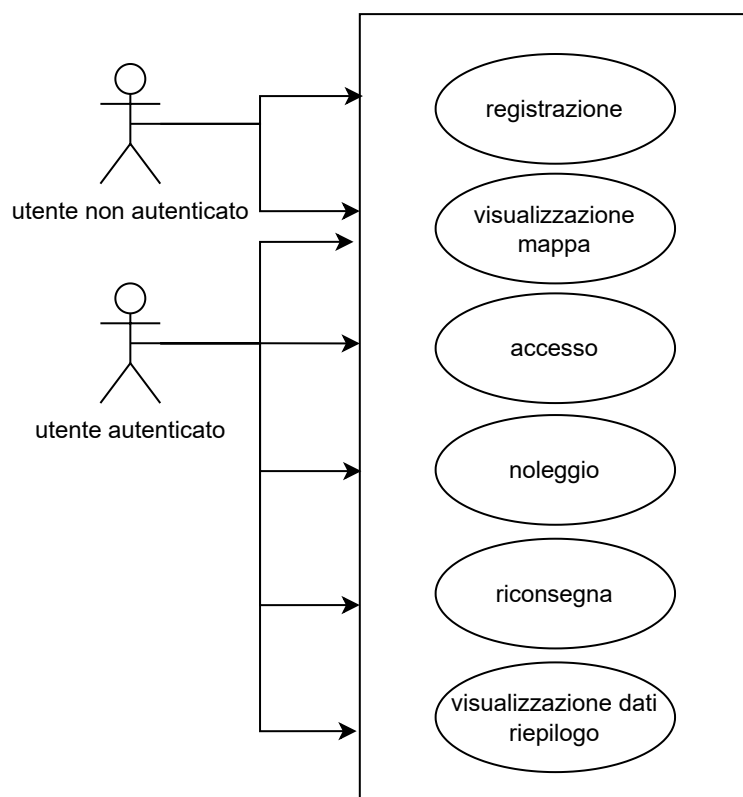 utente non autenticato
utente autenticato
registrazione
visualizzazione
mappa
accesso
noleggio
riconsegna
visualizzazione dati
riepilogo